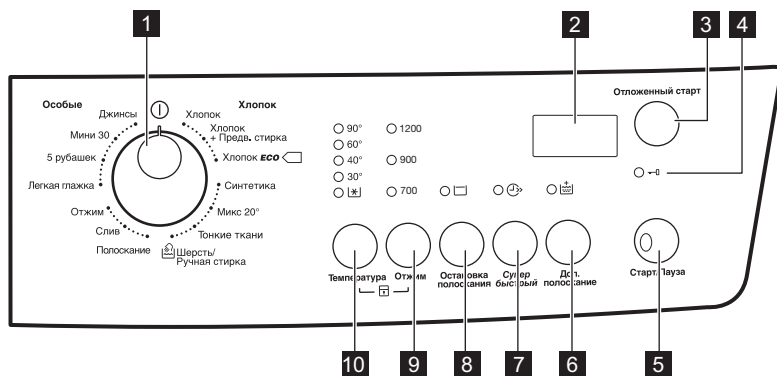 1
2
3
4
Особые
Хлопок
Отложенный старт
Джинсы
Хлопок
Мини 30
Хлопок
+ Предв. стирка
5 рубашек
Хлопок ECO
Легкая глажка
Синтетика
Отжим
Микс 20°
Слив
Тонкие ткани
Полоскание
Шерсть/
Ручная стирка
90°
1200
60°
40°
900
30°
700
Температура
Отжим
Остановка
полоскания
Супер
быстрый
Доп.
полоскание
Старт/Пауза
10
9
8
7
6
5